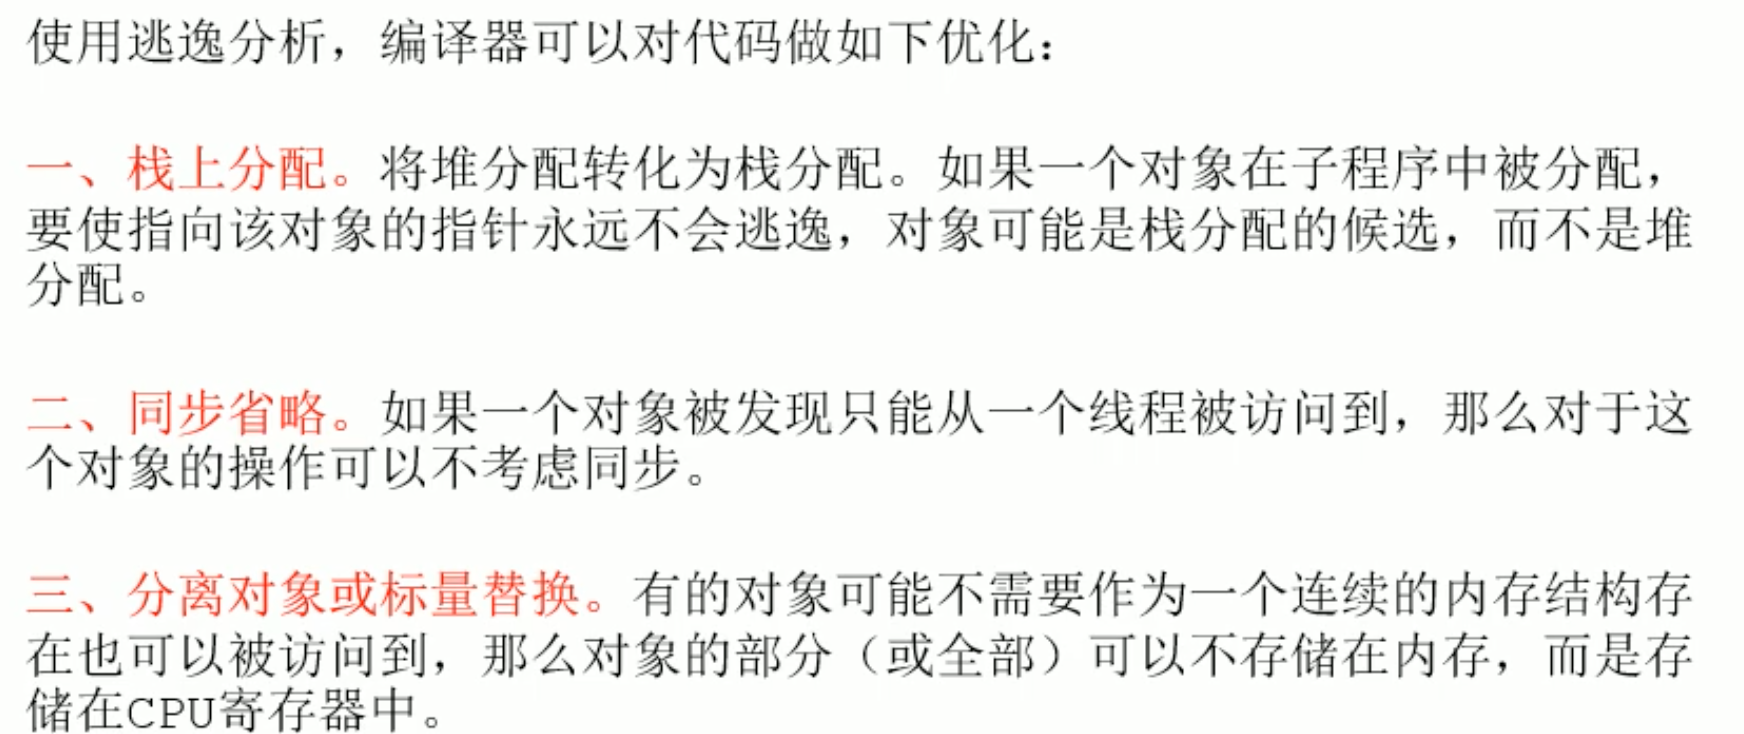 使用逃逸分析，编译器可以对代码做如下优化：
一、栈上分配。将堆分配转化为栈分配。如果一个对象在子程序中被分配，
要使指向该对象的指针永远不会逃逸，对象可能是栈分配的候选，而不是堆
分配。
二、同步省略。如果一个对象被发现只能从一个线程被访问到，那么对于这
个对象的操作可以不考虑同步。
三、分离对象或标量替换。有的对象可能不需要作为一个连续的内存结构存
在也可以被访问到，那么对象的部分（或全部）可以不存储在内存，而是存
储在CPU寄存器中。